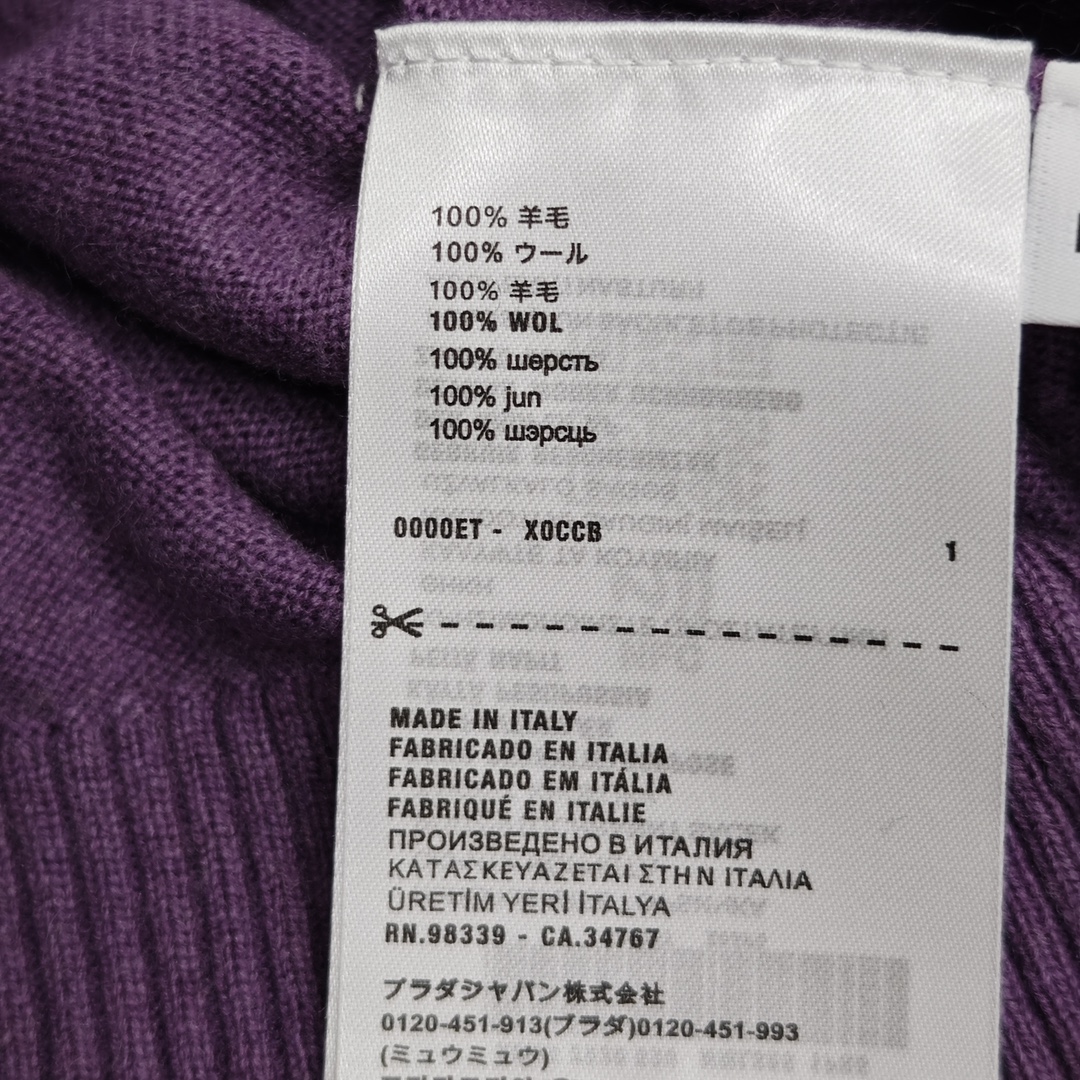 100% 羊毛
100% ウール
100% 羊毛
100% WOL
100% шерсть
100% jun
100% шэрсць
0000ET - X0CCB
1
MADE IN ITALY
FABRICADO EN ITALIA
FABRICADO EM ITÁLIA
FABRIQUÉ EN ITALIE
ПРОИЗВЕДЕНО В ИТАЛИЯ
ΚΑΤΑΣΚΕΥΑΖΕΤΑΙ ΣΤΗΝ ΙΤΑΛΙΑ
ÜRETİM YERİ İTALYA
RN.98339 - CA.34767
プラダジャパン株式会社
0120-451-913(プラダ)0120-451-993
(ミュウミュウ)